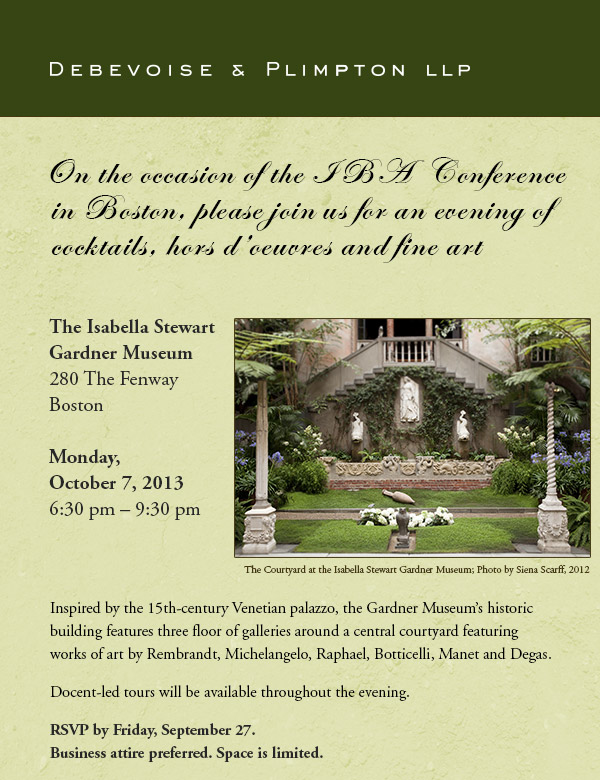 DEBEVOISE & PLIMPTON LLP
On the occasion of the IBA Conference
in Boston, please join us for an evening of
cocktails, hors d'oeuvres and fine art
The Isabella Stewart
Gardner Museum
280 The Fenway
Boston
Monday,
October 7, 2013
6:30 pm – 9:30 pm
The Courtyard at the Isabella Stewart Gardner Museum; Photo by Siena Scarff, 2012
Inspired by the 15th-century Venetian palazzo, the Gardner Museum's historic
building features three floor of galleries around a central courtyard featuring
works of art by Rembrandt, Michelangelo, Raphael, Botticelli, Manet and Degas.
Docent-led tours will be available throughout the evening.
RSVP by Friday, September 27.
Business attire preferred. Space is limited.